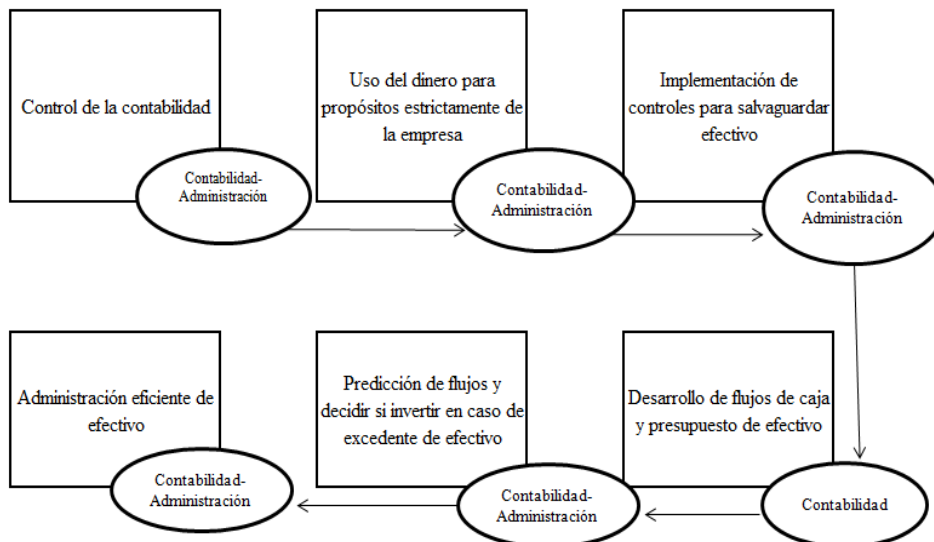 Control de la contabilidad
Contabilidad-
Administración
Uso del dinero para
propósitos estrictamente de
la empresa
Contabilidad-
Administración
Implementación de
controles para salvaguardar
efectivo
Contabilidad-
Administración
Desarrollo de flujos de caja
y presupuesto de efectivo
Contabilidad
Predicción de flujos y
decidir si invertir en caso de
excedente de efectivo
Contabilidad-
Administración
Administración eficiente de
efectivo
Contabilidad-
Administración